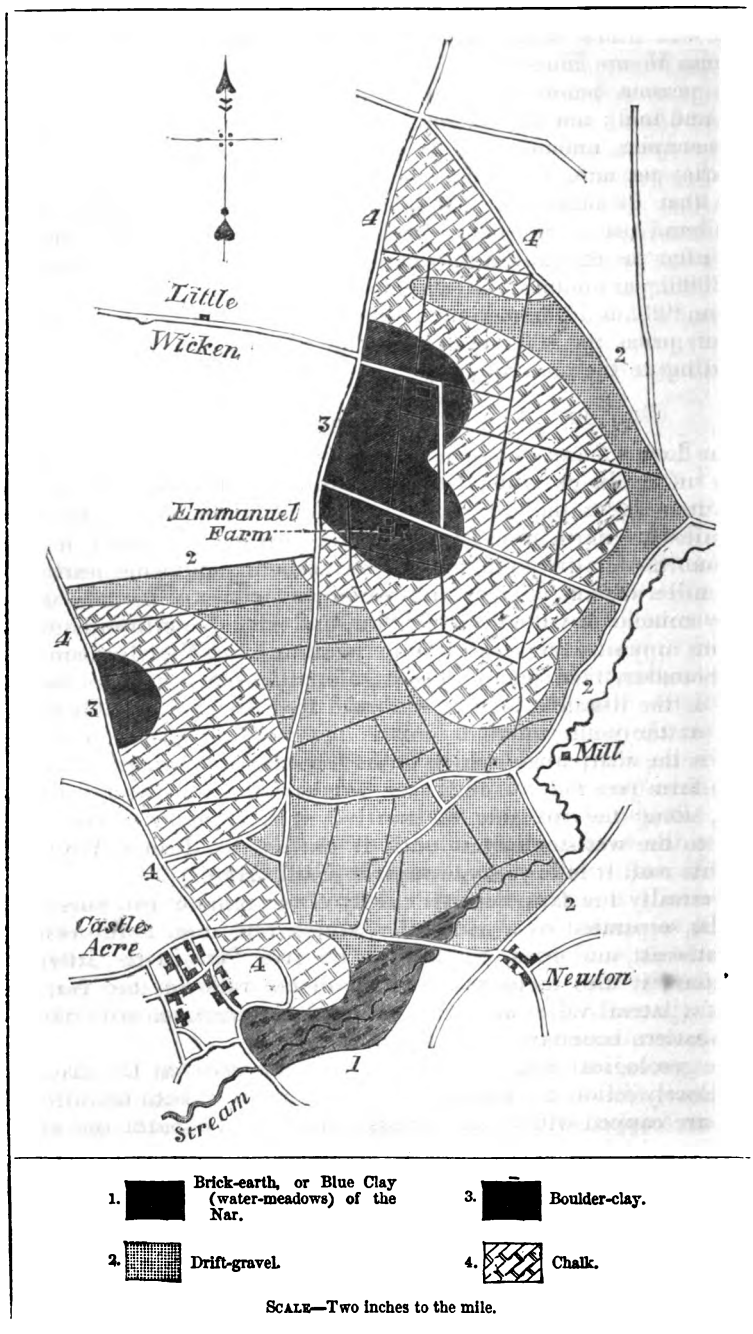 4
4
Little
Wicken
2
3
Emmanuel
Farm
2
4
3
2
Mill
4
2
Castle-
Acre
4
Newton
1
Stream
1. Brick-earth, or Blue Clay
(water-meadows) of the
Nar.
3. Boulder-clay.
2. Drift-gravel.
4. Chalk.
SCALE—Two inches to the mile.